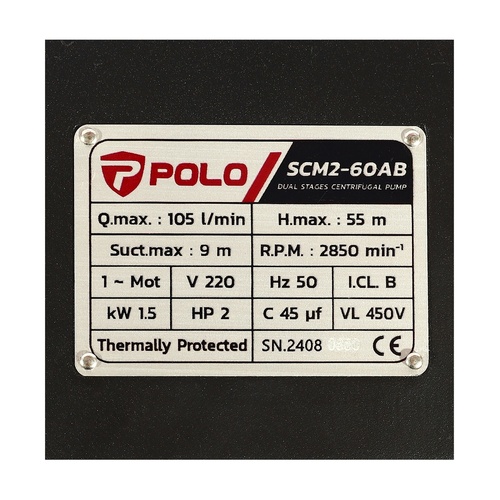 POLO
SCM2-60AB
DUAL STAGES CENTRIFUGAL PUMP
Q.max. : 105 l/min H.max. : 55 m
Suct.max : 9 m R.P.M. : 2850 min⁻¹
1 ~ Mot V 220 Hz 50 I.CL. B
kW 1.5 HP 2 C 45 µf VL 450V
Thermally Protected SN.2408 CE